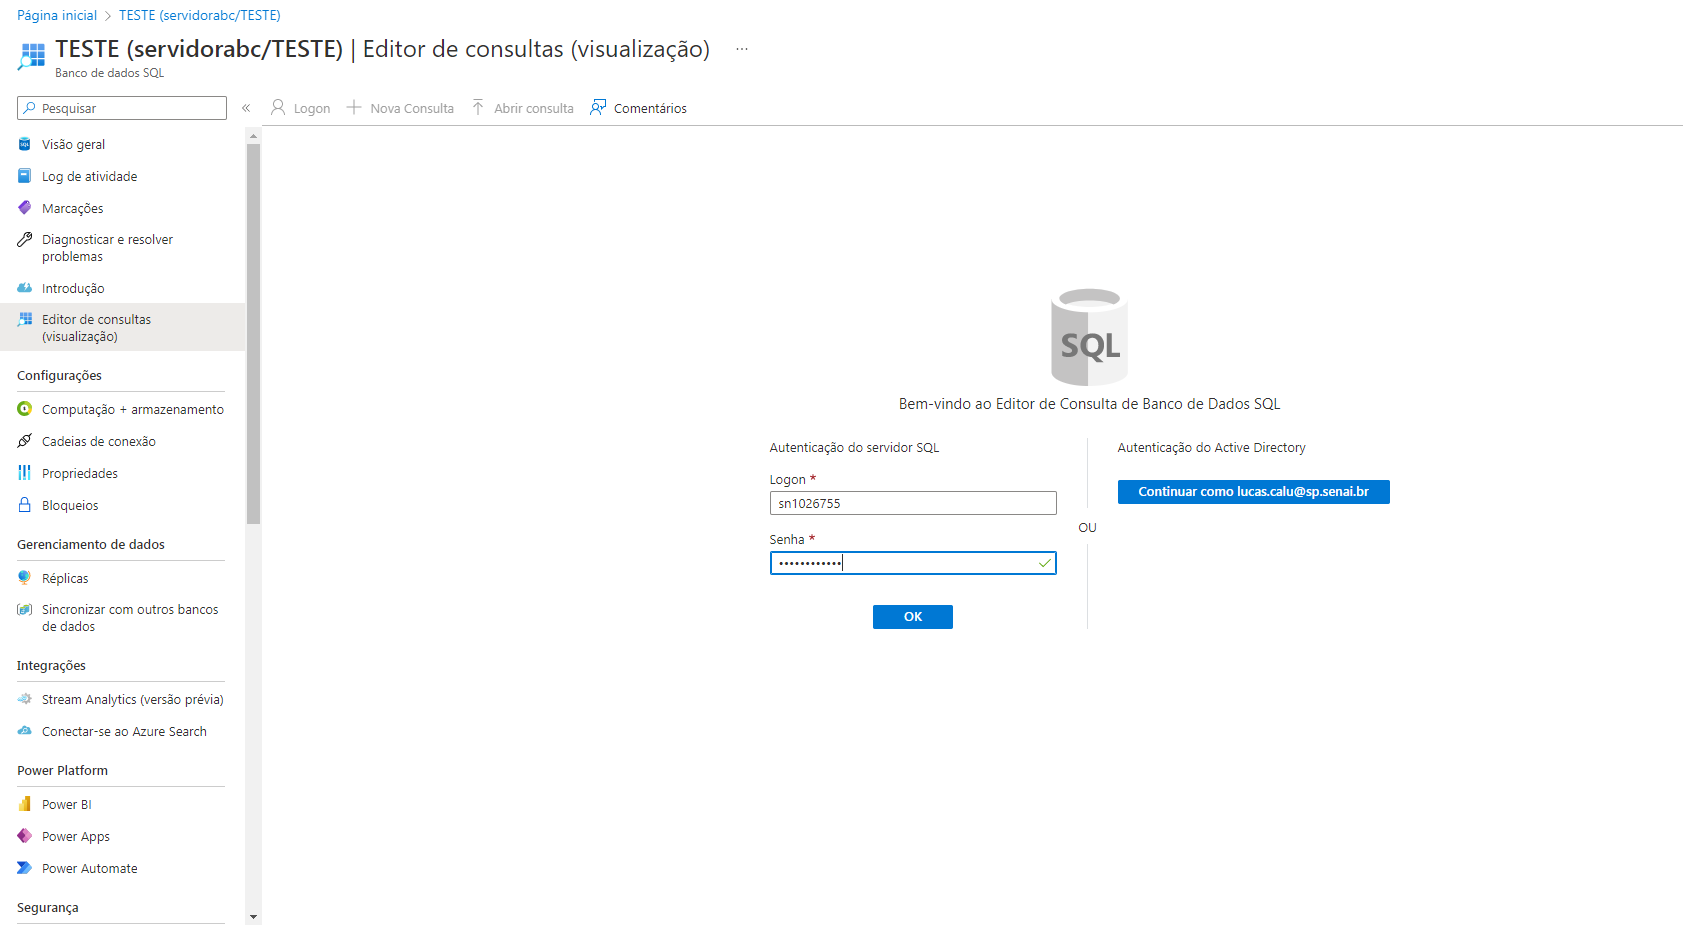 Página inicial > TESTE (servidorabc/TESTE)
TESTE (servidorabc/TESTE) | Editor de consultas (visualização) ...
Banco de dados SQL
Pesquisar
«
Logon
Nova Consulta
Abrir consulta
Comentários
Visão geral
Log de atividade
Marcações
Diagnosticar e resolver
problemas
Introdução
Editor de consultas
(visualização)
Configurações
Computação + armazenamento
Cadeias de conexão
Propriedades
Bloqueios
Gerenciamento de dados
Réplicas
Sincronizar com outros bancos
de dados
Integrações
Stream Analytics (versão prévia)
Conectar-se ao Azure Search
Power Platform
Power BI
Power Apps
Power Automate
Segurança
SQL
Bem-vindo ao Editor de Consulta de Banco de Dados SQL
Autenticação do servidor SQL
Logon *
sn1026755
Senha *
••••••••••••
OK
OU
Autenticação do Active Directory
Continuar como lucas.calu@sp.senai.br